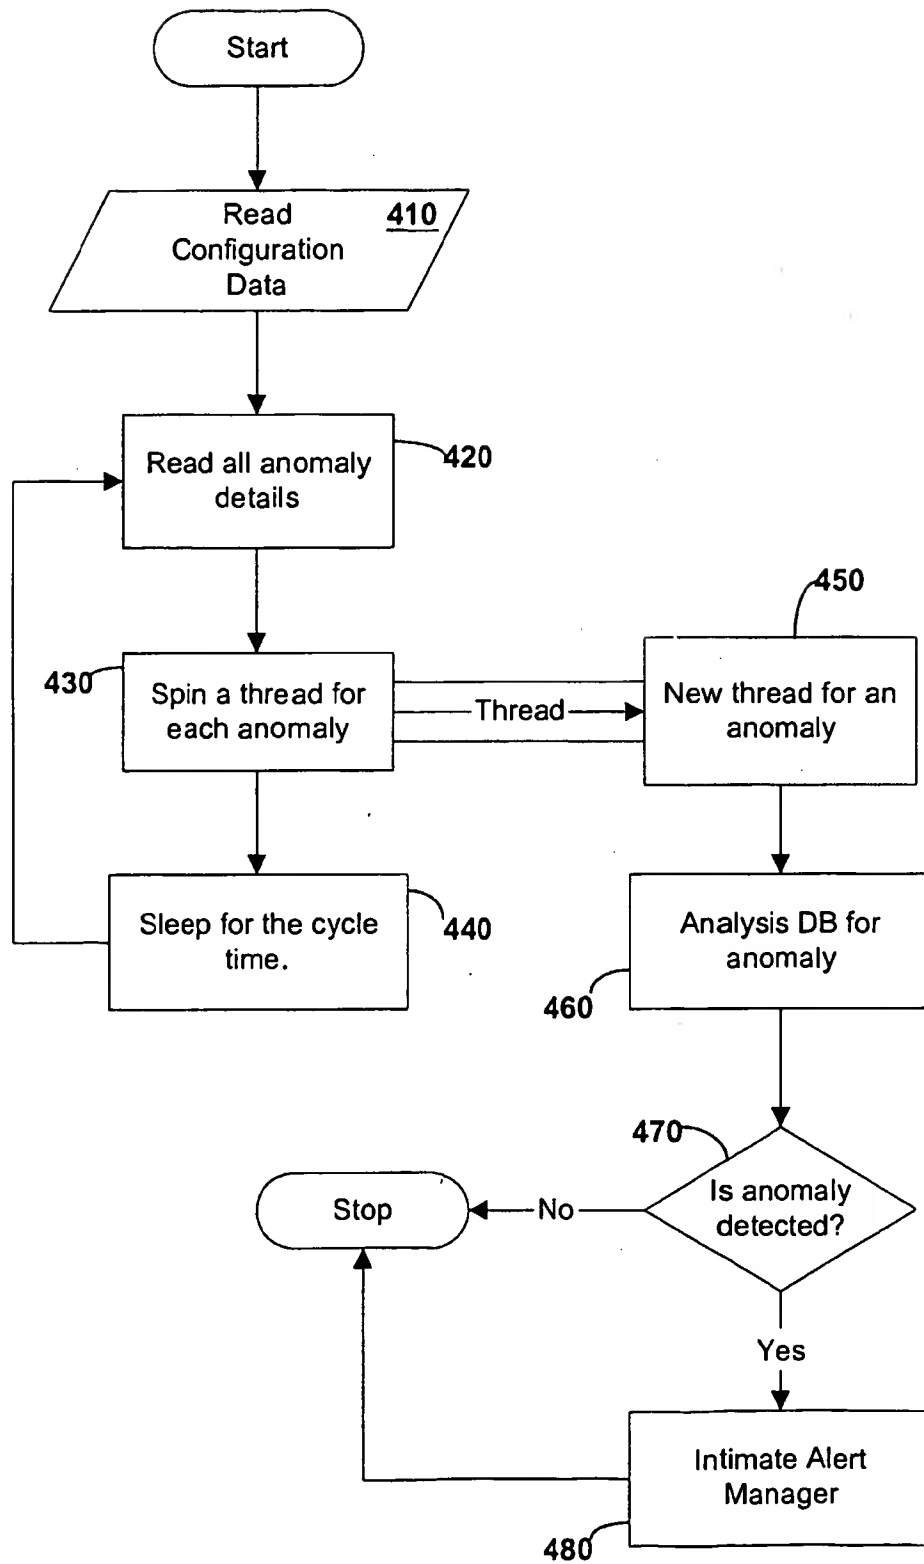 Start
Read
Configuration
Data
410
Read all anomaly
details
420
430
Spin a thread for
each anomaly
Thread
450
New thread for an
anomaly
Sleep for the cycle
time.
440
Analysis DB for
anomaly
460
470
Is anomaly
detected?
No
Stop
Yes
Intimate Alert
Manager
480